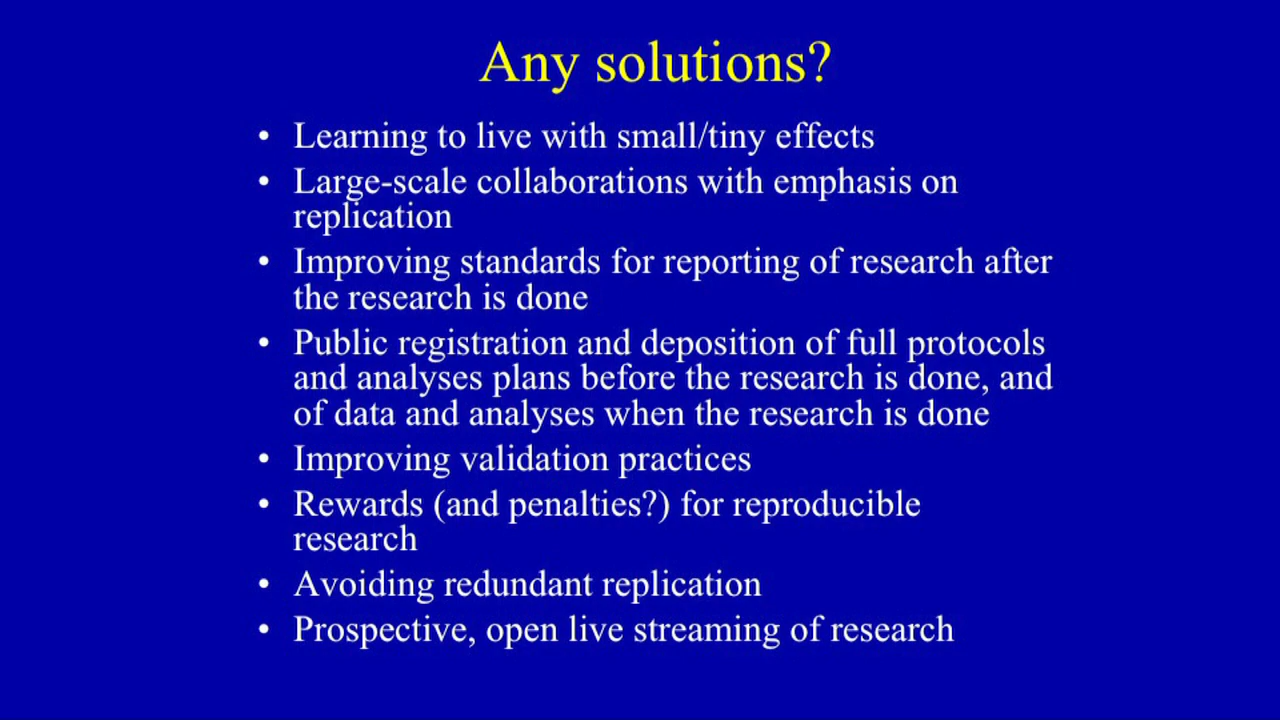 Any solutions?
• Learning to live with small/tiny effects
• Large-scale collaborations with emphasis on
replication
• Improving standards for reporting of research after
the research is done
• Public registration and deposition of full protocols
and analyses plans before the research is done, and
of data and analyses when the research is done
• Improving validation practices
• Rewards (and penalties?) for reproducible
research
• Avoiding redundant replication
• Prospective, open live streaming of research